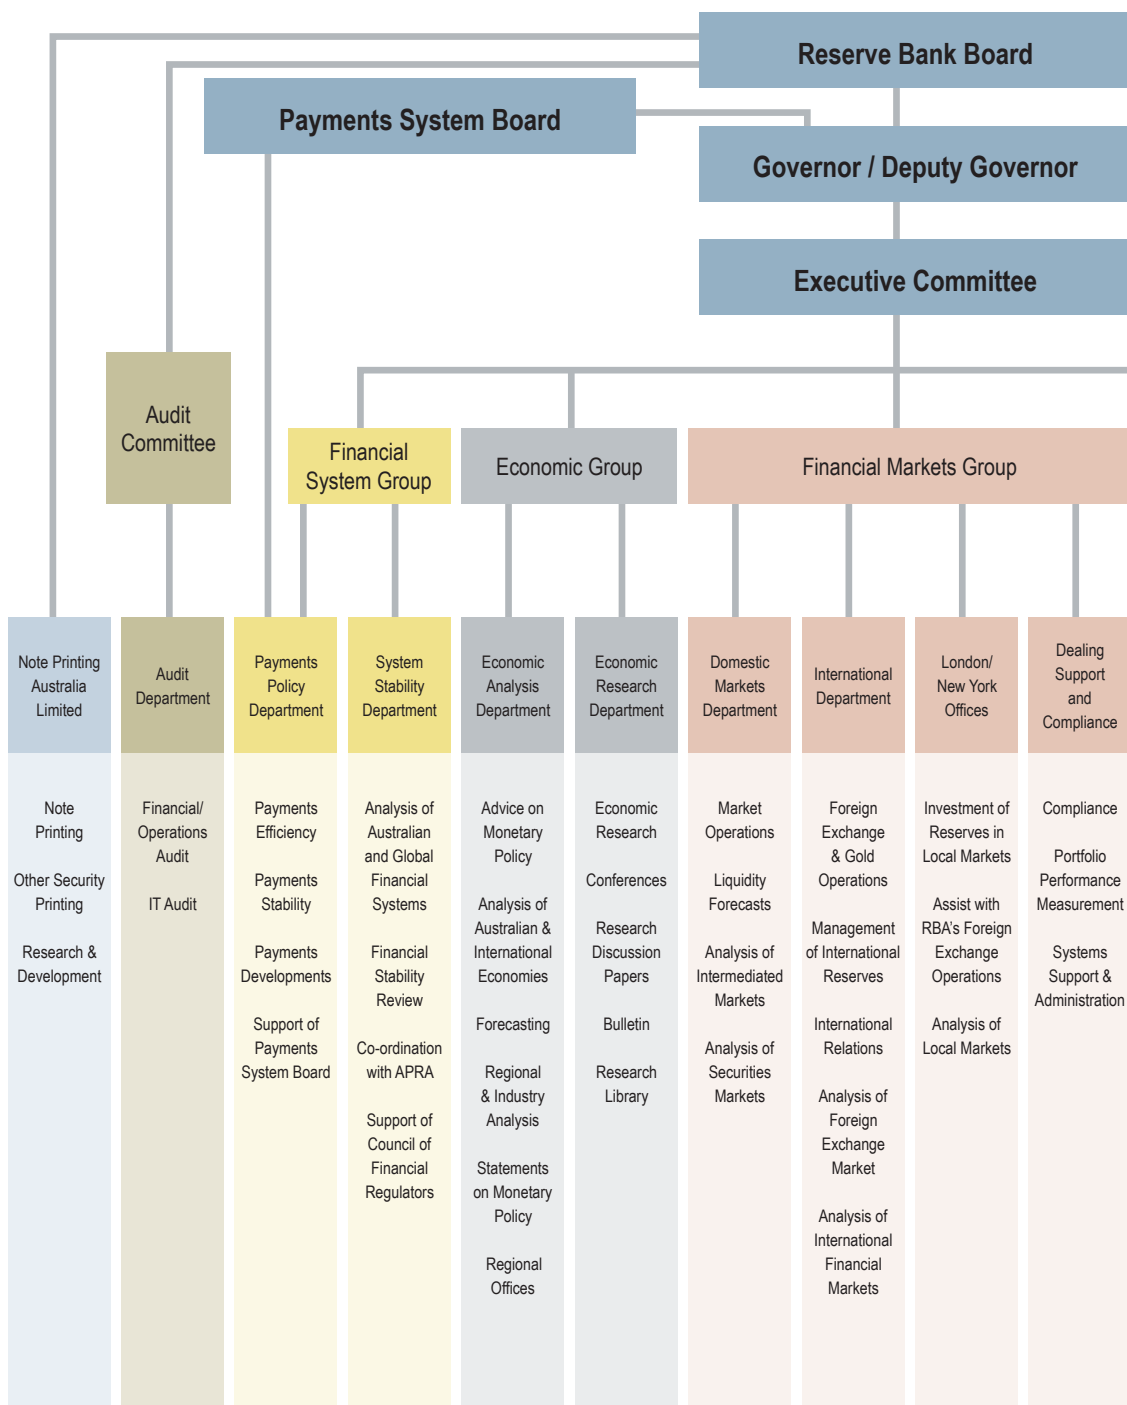 Reserve Bank Board
Payments System Board
Governor / Deputy Governor
Executive Committee
Audit
Committee
Financial
System Group
Economic Group
Financial Markets Group
Note Printing
Australia
Limited
Audit
Department
Payments
Policy
Department
System
Stability
Department
Economic
Analysis
Department
Economic
Research
Department
Domestic
Markets
Department
International
Department
London/
New York
Offices
Dealing
Support
and
Compliance
Note
Printing
Other Security
Printing
Research &
Development
Financial/
Operations
Audit
IT Audit
Payments
Efficiency
Payments
Stability
Payments
Developments
Support of
Payments
System Board
Analysis of
Australian
and Global
Financial
Systems
Financial
Stability
Review
Co-ordination
with APRA
Support of
Council of
Financial
Regulators
Advice on
Monetary
Policy
Analysis of
Australian &
International
Economies
Forecasting
Regional
& Industry
Analysis
Statements
on Monetary
Policy
Regional
Offices
Economic
Research
Conferences
Research
Discussion
Papers
Bulletin
Research
Library
Market
Operations
Liquidity
Forecasts
Analysis of
Intermediated
Markets
Analysis of
Securities
Markets
Foreign
Exchange
& Gold
Operations
Management
of International
Reserves
International
Relations
Analysis of
Foreign
Exchange
Market
Analysis of
International
Financial
Markets
Investment of
Reserves in
Local Markets
Assist with
RBA's Foreign
Exchange
Operations
Analysis of
Local Markets
Compliance
Portfolio
Performance
Measurement
Systems
Support &
Administration